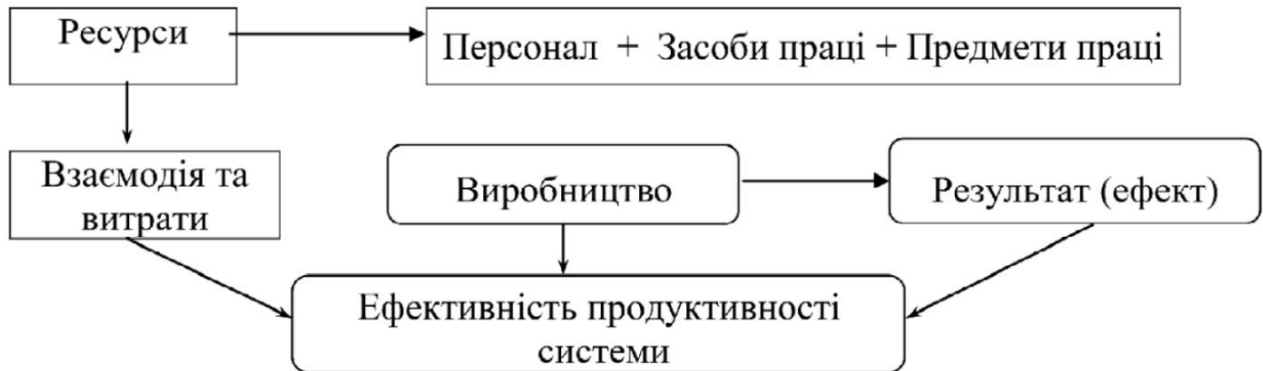 Ресурси
Персонал + Засоби праці + Предмети праці
Взаємодія та
витрати
Виробництво
Результат (ефект)
Ефективність продуктивності
системи